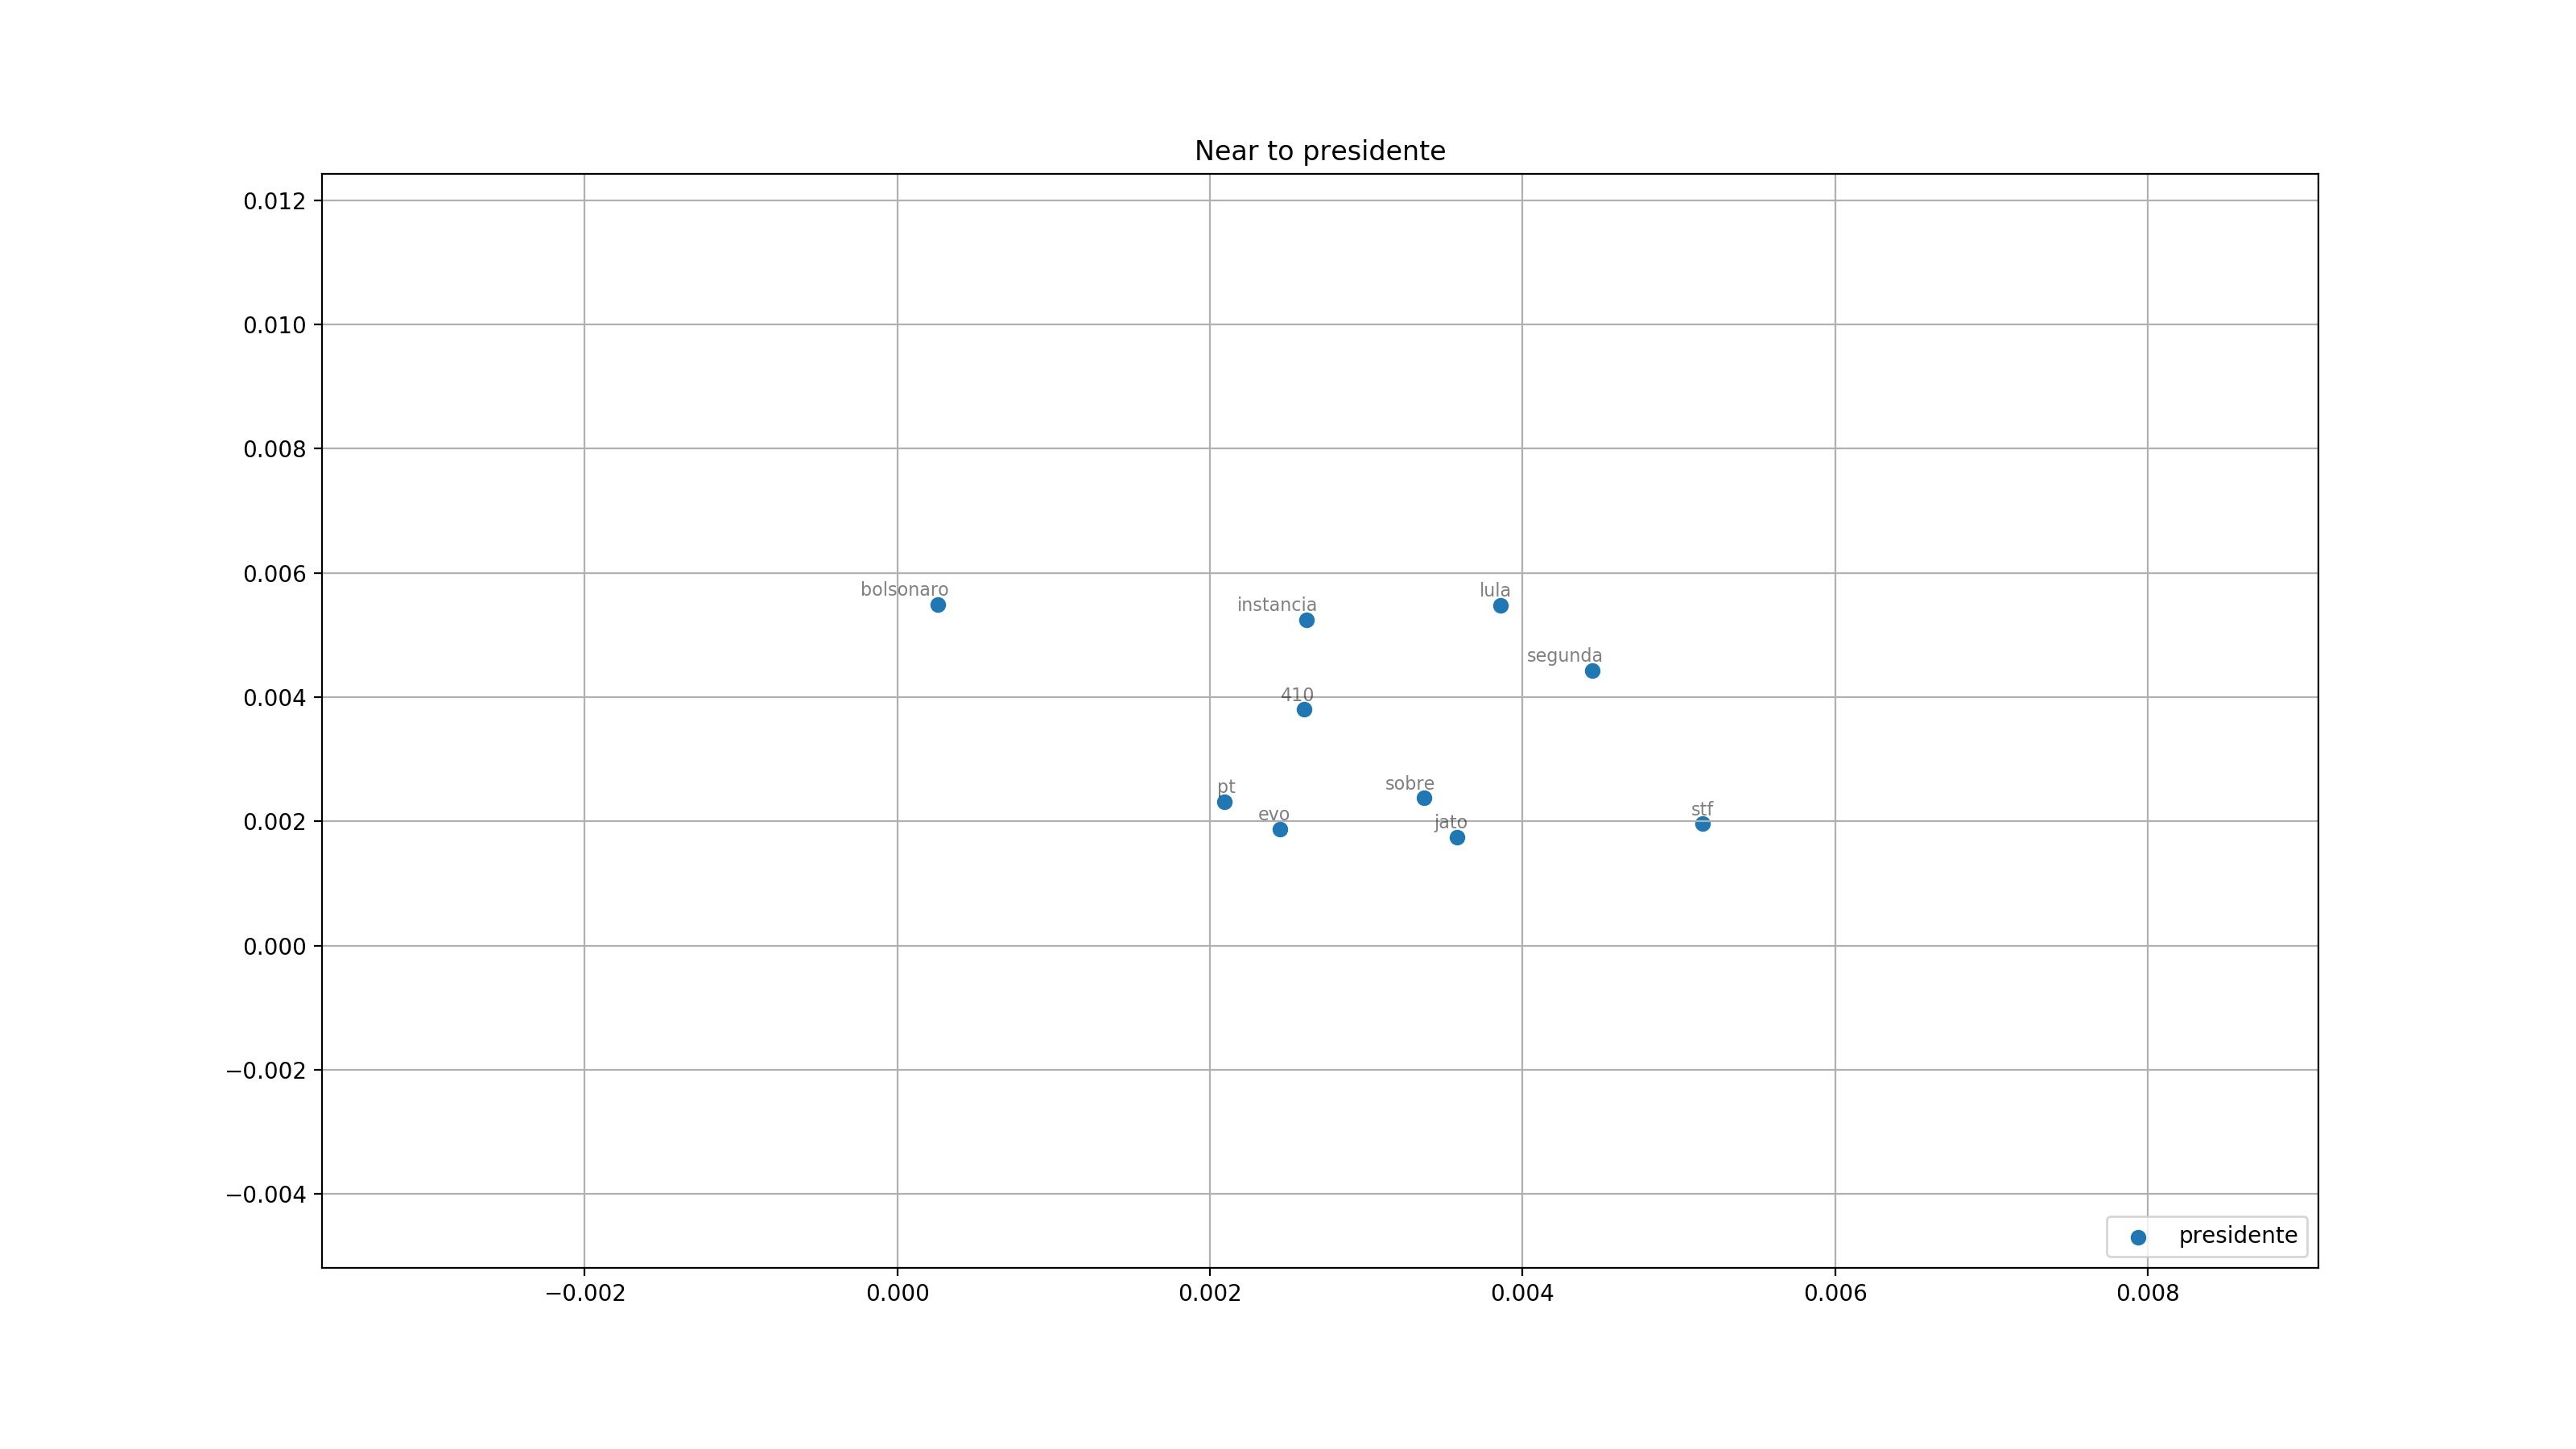 Near to presidente
0.012
0.010
0.008
0.006
0.004
0.002
0.000
−0.002
−0.004
bolsonaro
instancia
lula
segunda
410
pt
evo
sobre
jato
stf
presidente
−0.002
0.000
0.002
0.004
0.006
0.008